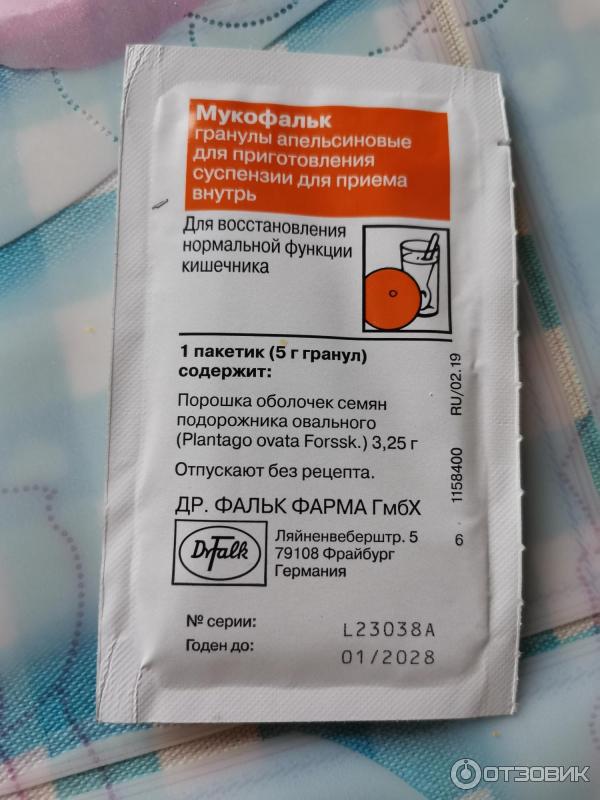 Мукофальк
гранулы апельсиновые
для приготовления
суспензии для приема
внутрь
Для восстановления
нормальной функции
кишечника
1 пакетик (5 г гранул)
содержит:
Порошка оболочек семян
подорожника овального
(Plantago ovata Forssk.) 3,25 г
Отпускают без рецепта.
ДР. ФАЛЬК ФАРМА ГмбХ
Dr Falk
Ляйненвеберштр. 5
79108 Фрайбург
Германия
6 1158400 RU/02.19
№ серии: L23038A
Годен до: 01/2028
ОТЗОВИК